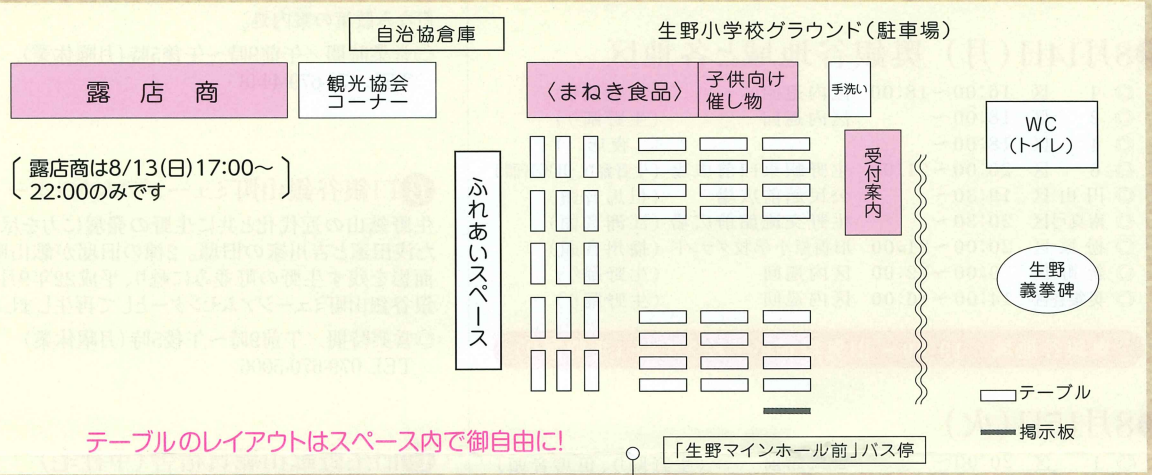 自治協倉庫
生野小学校グラウンド（駐車場）
露店商
観光協会
コーナー
〈まねき食品〉
子供向け
催し物
手洗い
WC
（トイレ）
露店商は8/13(日)17:00～
22:00のみです
ふれあいスペース
受付案内
生野
義挙碑
テーブル
掲示板
テーブルのレイアウトはスペース内で御自由に!
「生野マインホール前」バス停